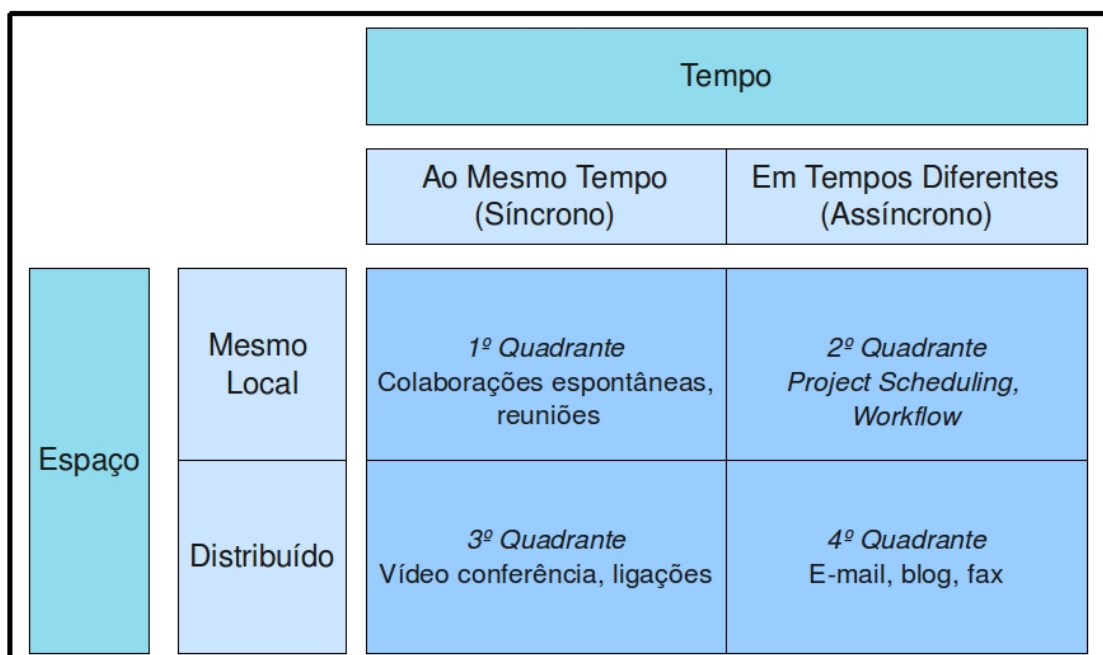 Tempo
Ao Mesmo Tempo
(Síncrono)
Em Tempos Diferentes
(Assíncrono)
Espaço
Mesmo
Local
1º Quadrante
Colaborações espontâneas,
reuniões
2º Quadrante
Project Scheduling,
Workflow
Distribuído
3º Quadrante
Vídeo conferência, ligações
4º Quadrante
E-mail, blog, fax